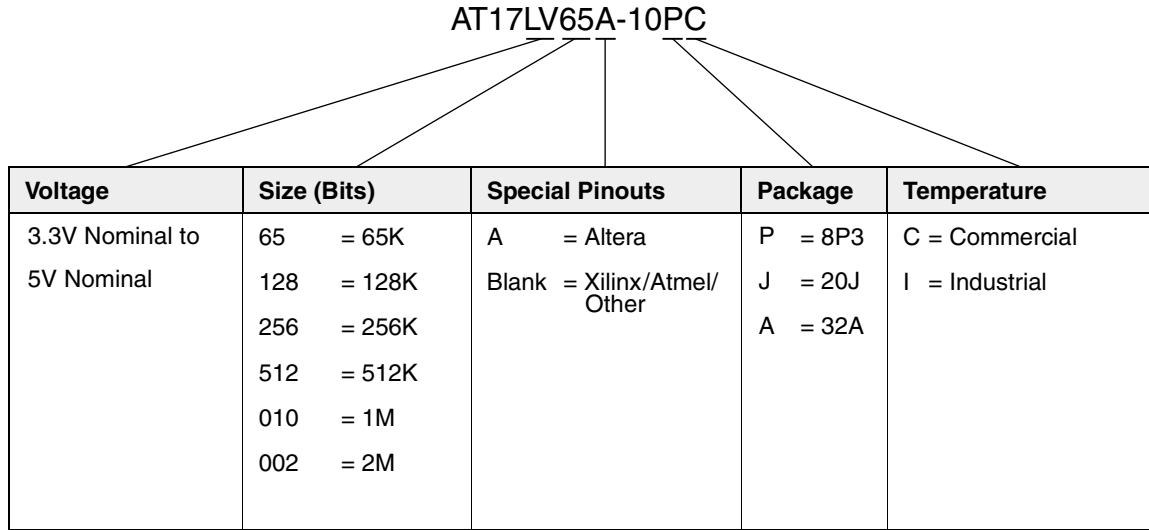 AT17LV65A-10PC
Voltage Size (Bits) Special Pinouts Package Temperature
3.3V Nominal to 65 = 65K A = Altera P = 8P3 C = Commercial
5V Nominal 128 = 128K Blank = Xilinx/Atmel/ J = 20J I = Industrial
Other
256 = 256K A = 32A
512 = 512K
010 = 1M
002 = 2M